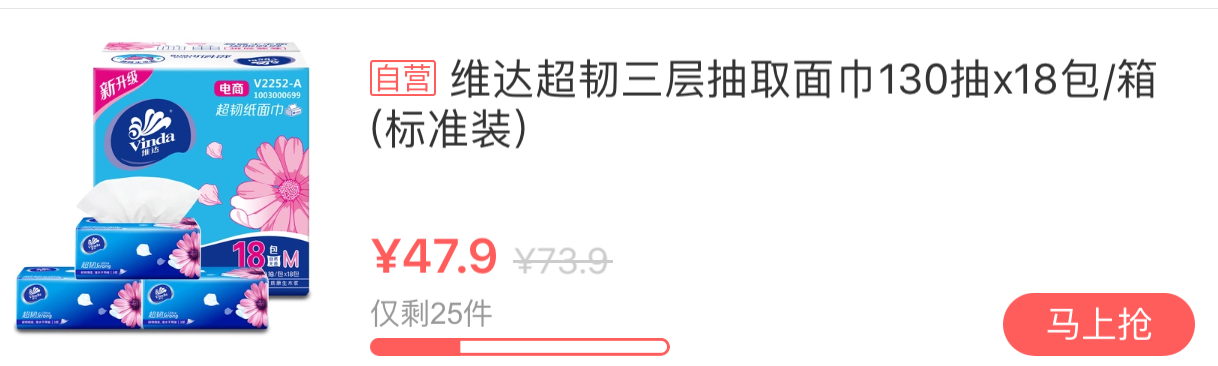 新升级
电商 V2252-A
1003000699
超韧纸面巾
Vinda
维达
18包 M
自营 维达超韧三层抽取面巾130抽x18包/箱
(标准装)
¥47.9 ¥73.9
仅剩25件
马上抢